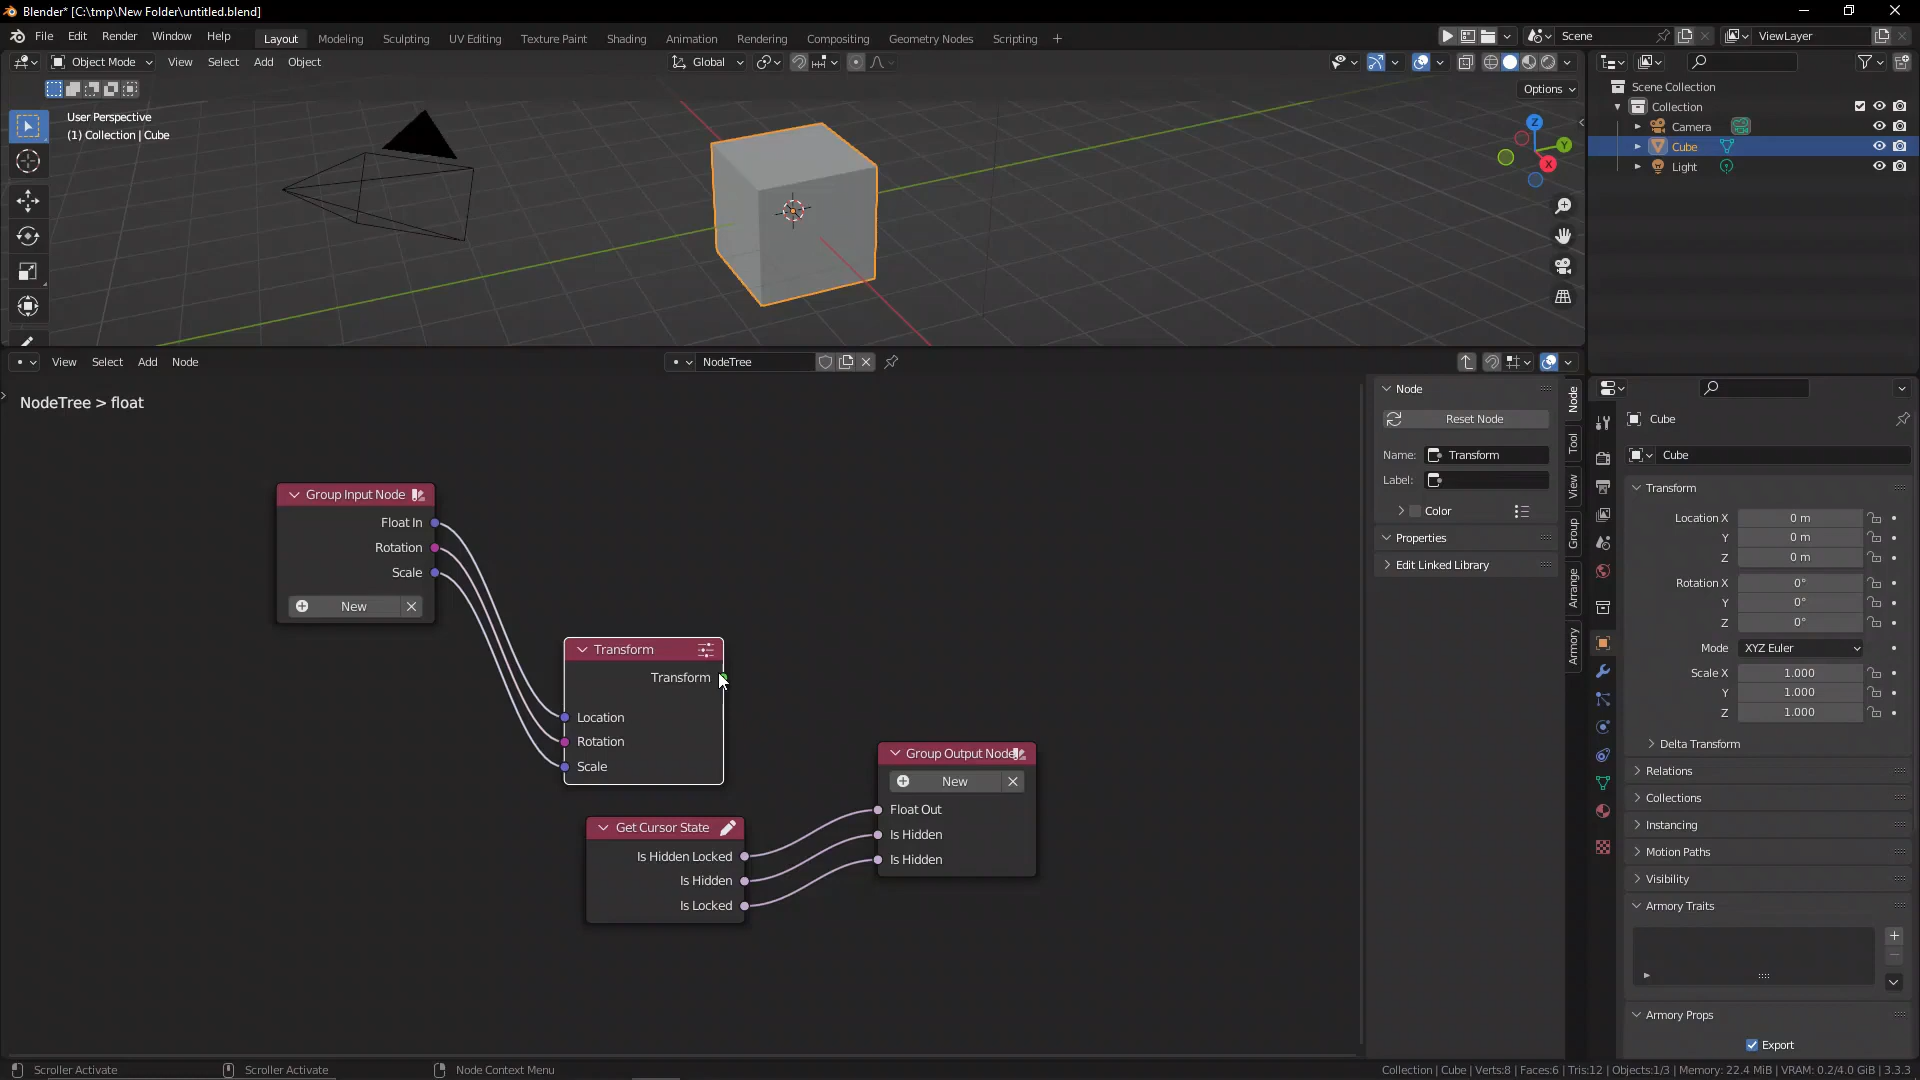 Blender* [C:\tmp\New Folder\untitled.blend]
File Edit Render Window Help
Layout Modeling Sculpting UV Editing Texture Paint Shading Animation Rendering Compositing Geometry Nodes Scripting +
Scene
ViewLayer
Object Mode View Select Add Object
Global
Options
User Perspective
(1) Collection | Cube
Z
Y
X
Scene Collection
Collection
Camera
Cube
Light
View Select Add Node
NodeTree
NodeTree > float
Group Input Node
Float In
Rotation
Scale
New
Transform
Transform
Location
Rotation
Scale
Get Cursor State
Is Hidden Locked
Is Hidden
Is Locked
Group Output Node
New
Float Out
Is Hidden
Is Hidden
Node
Reset Node
Name: Transform
Label:
Color
Properties
Edit Linked Library
Node
Tool
View
Group
Arrange
Armory
Cube
Cube
Transform
Location X 0 m
Y 0 m
Z 0 m
Rotation X 0°
Y 0°
Z 0°
Mode XYZ Euler
Scale X 1.000
Y 1.000
Z 1.000
Delta Transform
Relations
Collections
Instancing
Motion Paths
Visibility
Armory Traits
Armory Props
Export
Scroller Activate
Scroller Activate
Node Context Menu
Collection | Cube | Verts:8 | Faces:6 | Tris:12 | Objects:1/3 | Memory: 22.4 MiB | VRAM: 0.2/4.0 GiB | 3.3.3